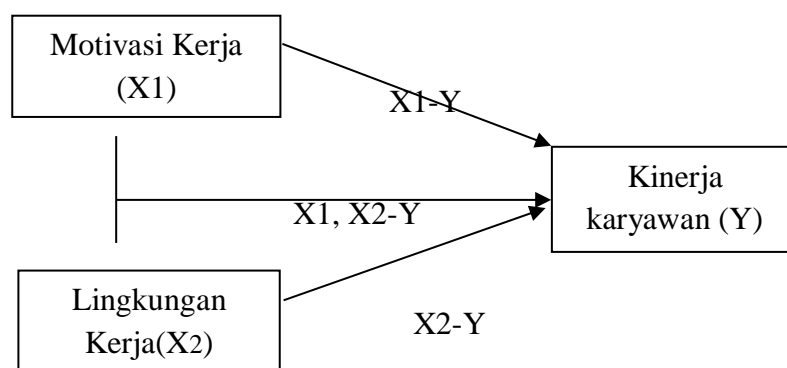 Motivasi Kerja
(X1)
X1-Y
Kinerja
karyawan (Y)
X1, X2-Y
Lingkungan
Kerja(X2)
X2-Y